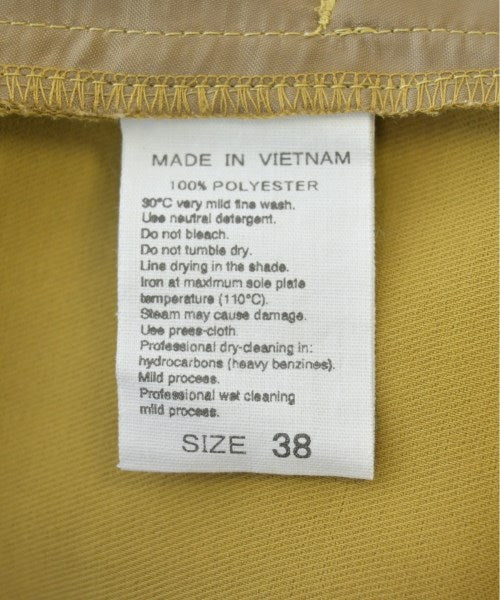 MADE IN VIETNAM
100% POLYESTER
30°C very mild fine wash.
Use neutral detergent.
Do not bleach.
Do not tumble dry.
Line drying in the shade.
Iron at maximum sole plate
temperature (110°C).
Steam may cause damage.
Use press-cloth.
Professional dry-cleaning in:
hydrocarbons (heavy benzines).
Mild process.
Professional wet cleaning
mild process.
SIZE 38